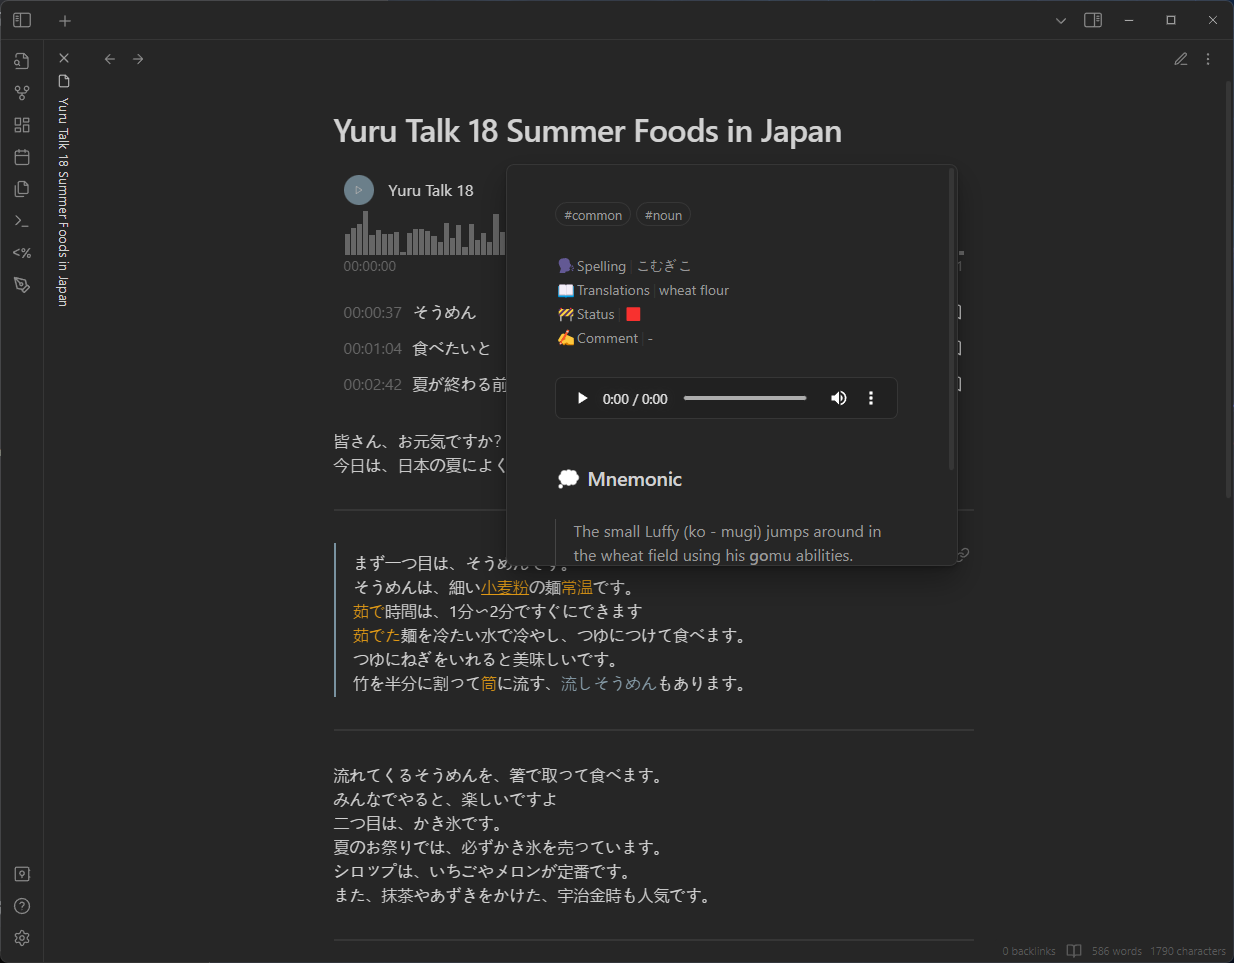 Yuru Talk 18 Summer Foods in Japan
Yuru Talk 18 Summer Foods in Japan
Yuru Talk 18
00:00:00
1
00:00:37 そうめん
00:01:04 食べたいと
00:02:42 夏が終わる前
#common #noun
Spelling こむぎこ
Translations wheat flour
Status
Comment -
0:00 / 0:00
Mnemonic
The small Luffy (ko - mugi) jumps around in
the wheat field using his gomu abilities.
皆さん、お元気ですか?
今日は、日本の夏によく
まず一つ目は、そうめんです。
そうめんは、細い小麦粉の麺常温です。
茹で時間は、1分〜2分ですぐにできます
茹でた麺を冷たい水で冷やし、つゆにつけて食べます。
つゆにねぎをいれると美味しいです。
竹を半分に割って筒に流す、流しそうめんもあります。
流れてくるそうめんを、箸で取って食べます。
みんなでやると、楽しいですよ
二つ目は、かき氷です。
夏のお祭りでは、必ずかき氷を売っています。
シロップは、いちごやメロンが定番です。
また、抹茶やあずきをかけた、宇治金時も人気です。
0 backlinks 586 words 1790 characters